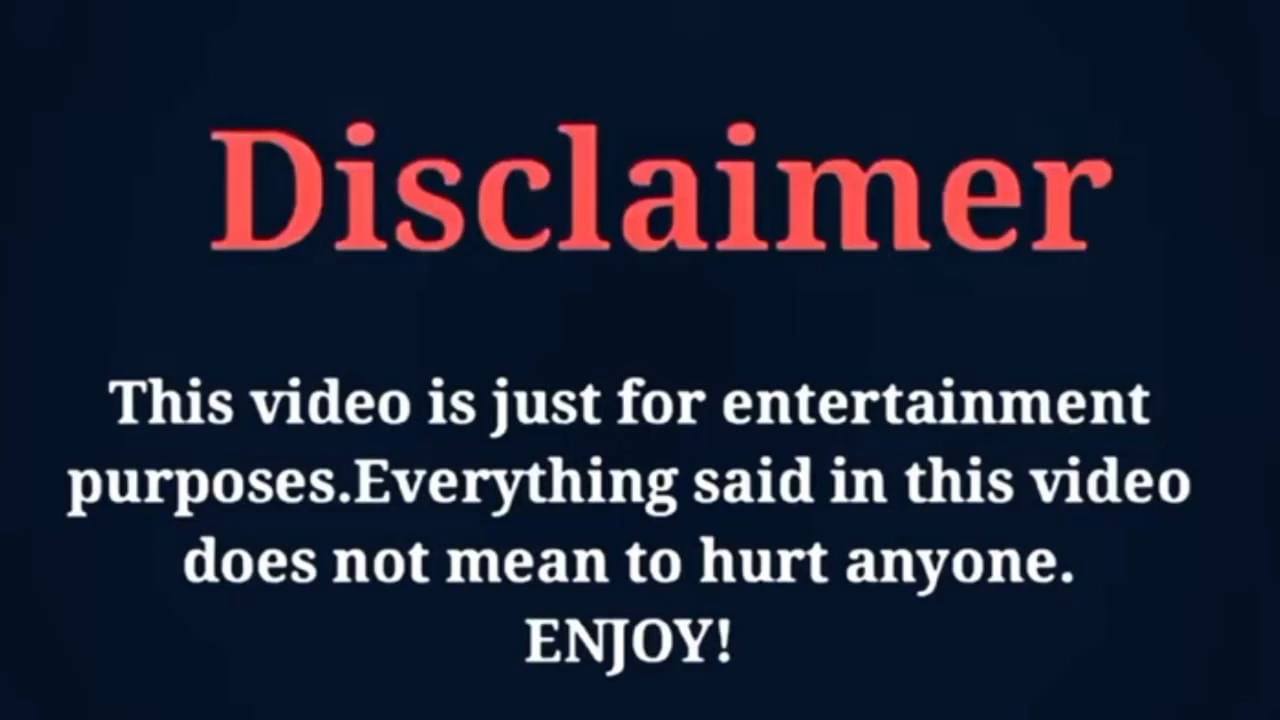 Disclaimer
This video is just for entertainment
purposes.Everything said in this video
does not mean to hurt anyone.
ENJOY!